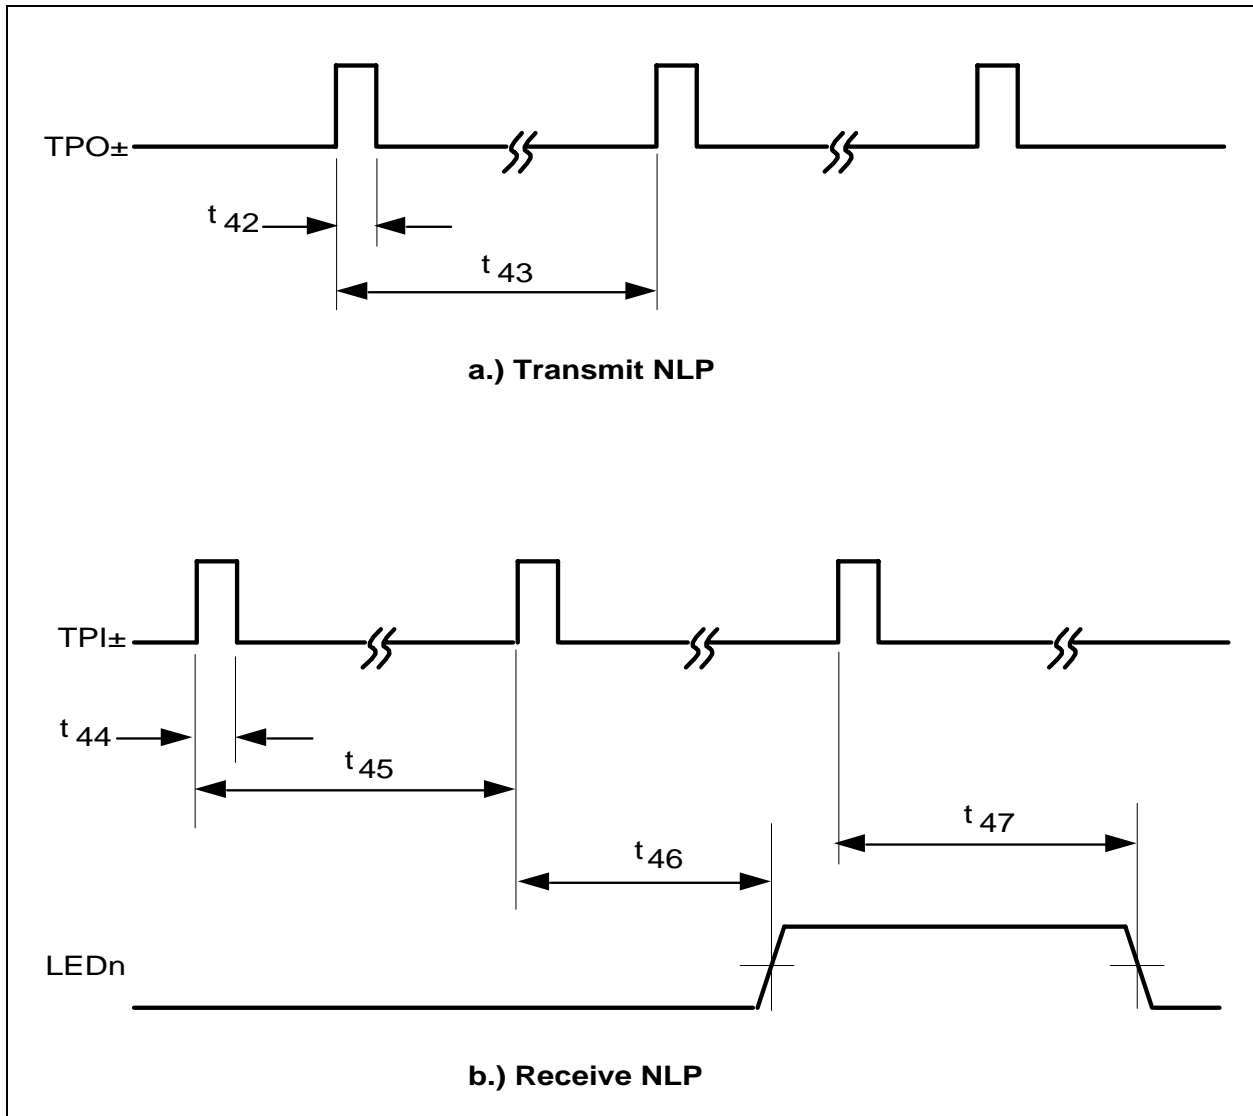 TPO±
t 42
t 43
a.) Transmit NLP
TPI±
t 44
t 45
t 47
t 46
LEDn
b.) Receive NLP